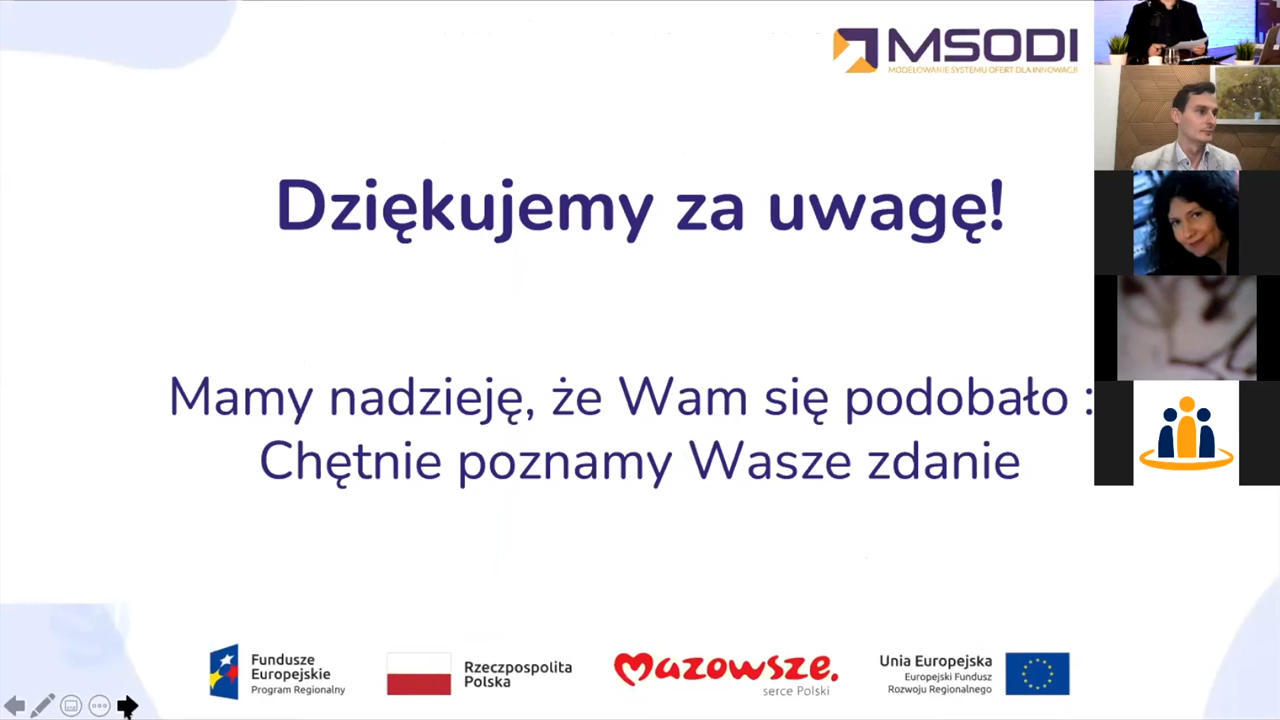 MSODI
MODELOWANIE SYSTEMU OFERT DLA INNOWACJI
Dziękujemy za uwagę!
Mamy nadzieję, że Wam się podobało :
Chętnie poznamy Wasze zdanie
Fundusze
Europejskie
Program Regionalny
Rzeczpospolita
Polska
Mazowsze.
serce Polski
Unia Europejska
Europejski Fundusz
Rozwoju Regionalnego